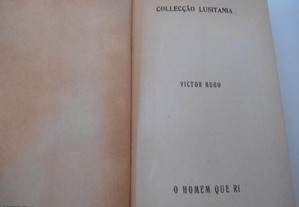 COLLECÇÃO LUSITANIA
VICTOR HUGO
O HOMEM QUE RI